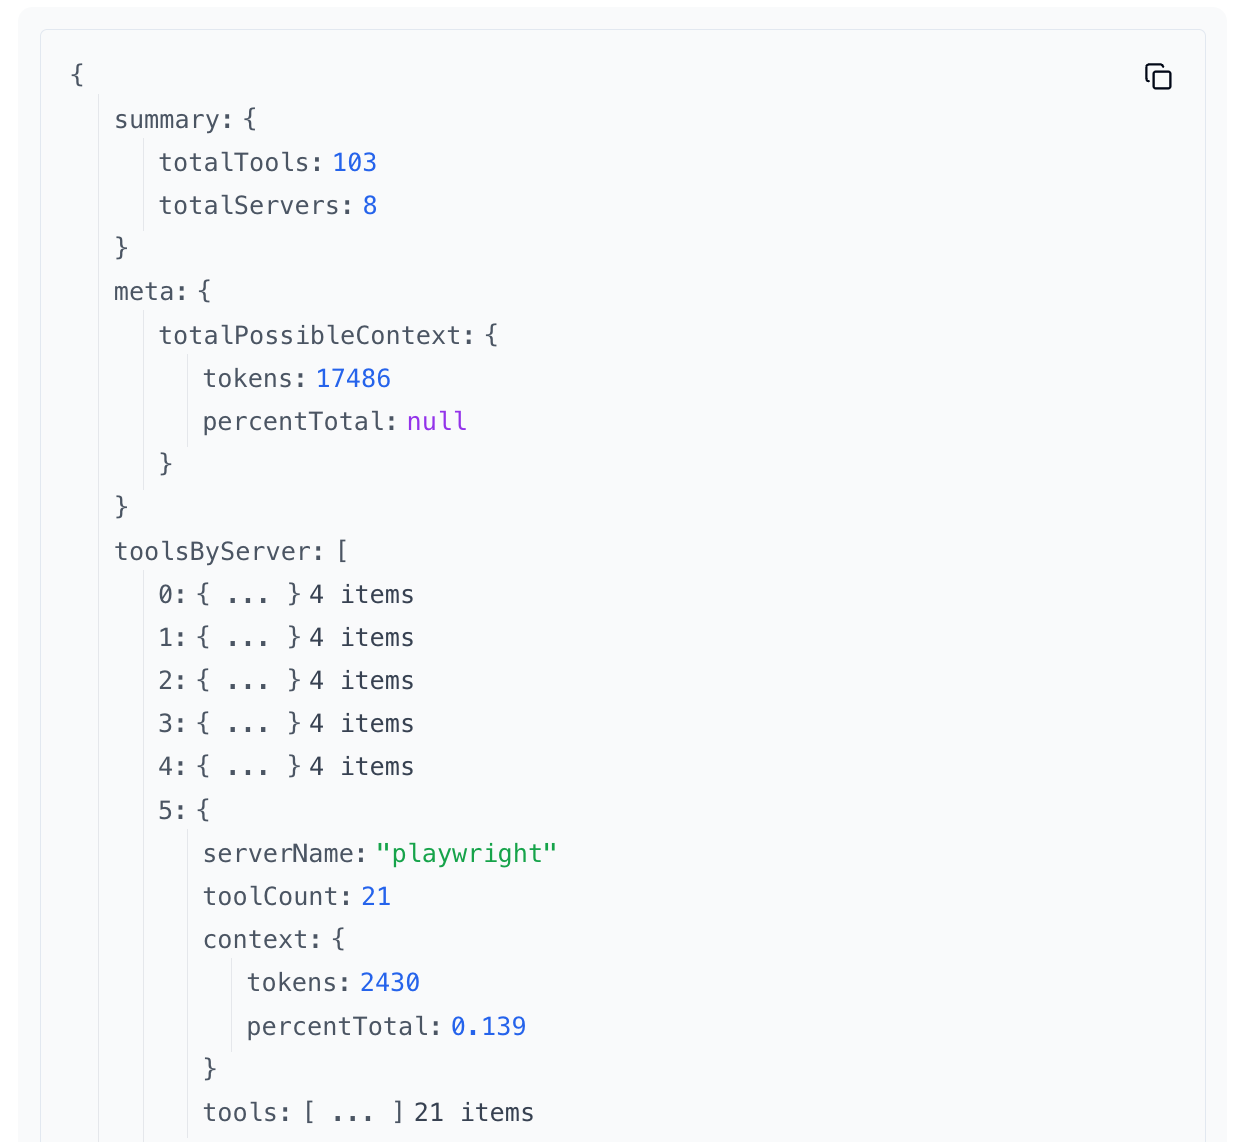 {
summary: {
totalTools: 103
totalServers: 8
}
meta: {
totalPossibleContext: {
tokens: 17486
percentTotal: null
}
}
toolsByServer: [
0: { ... } 4 items
1: { ... } 4 items
2: { ... } 4 items
3: { ... } 4 items
4: { ... } 4 items
5: {
serverName: "playwright"
toolCount: 21
context: {
tokens: 2430
percentTotal: 0.139
}
tools: [ ... ] 21 items